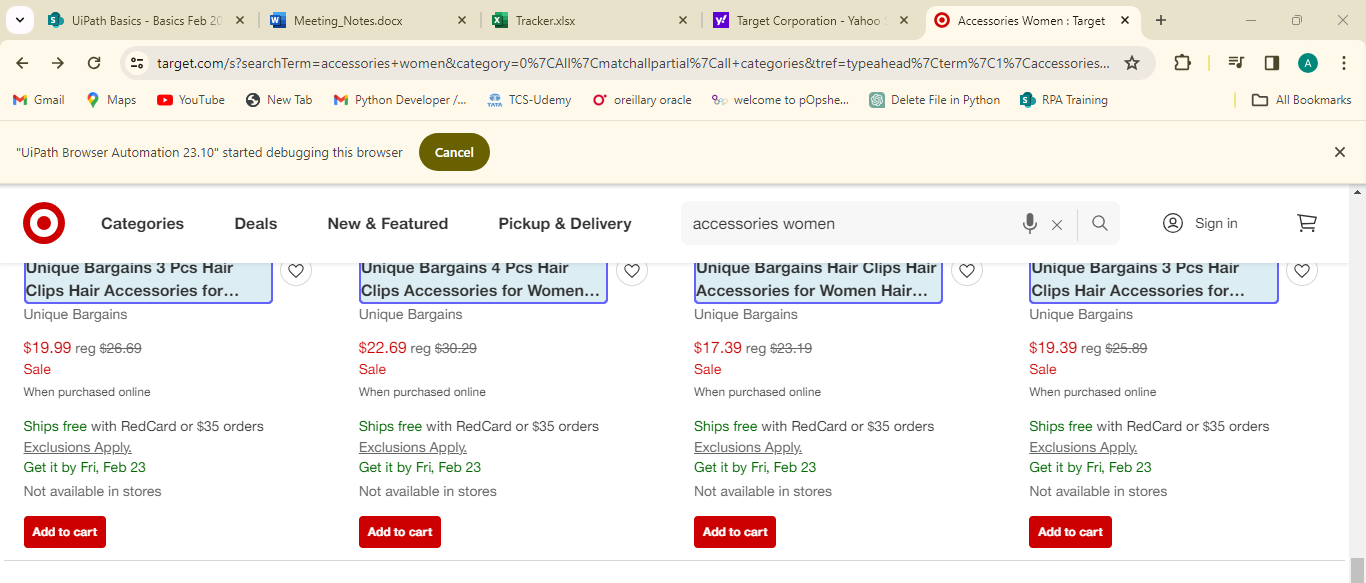 UiPath Basics - Basics Feb 20
Meeting_Notes.docx
Tracker.xlsx
Target Corporation - Yahoo
Accessories Women : Target
target.com/s?searchTerm=accessories+women&category=0%7CAll%7Cmatchallpartial%7Call+categories&tref=typeahead%7Cterm%7C1%7Caccessories...
A
Gmail
Maps
YouTube
New Tab
Python Developer /...
TATA
TCS-Udemy
oreillary oracle
welcome to pOpshe...
Delete File in Python
RPA Training
All Bookmarks
"UiPath Browser Automation 23.10" started debugging this browser
Cancel
Categories
Deals
New & Featured
Pickup & Delivery
accessories women
Sign in
Unique Bargains 3 Pcs Hair
Clips Hair Accessories for...
Unique Bargains
$19.99 reg $26.69
Sale
When purchased online
Ships free with RedCard or $35 orders
Exclusions Apply.
Get it by Fri, Feb 23
Not available in stores
Add to cart
Unique Bargains 4 Pcs Hair
Clips Accessories for Women...
Unique Bargains
$22.69 reg $30.29
Sale
When purchased online
Ships free with RedCard or $35 orders
Exclusions Apply.
Get it by Fri, Feb 23
Not available in stores
Add to cart
Unique Bargains Hair Clips Hair
Accessories for Women Hair...
Unique Bargains
$17.39 reg $23.19
Sale
When purchased online
Ships free with RedCard or $35 orders
Exclusions Apply.
Get it by Fri, Feb 23
Not available in stores
Add to cart
Unique Bargains 3 Pcs Hair
Clips Hair Accessories for...
Unique Bargains
$19.39 reg $25.89
Sale
When purchased online
Ships free with RedCard or $35 orders
Exclusions Apply.
Get it by Fri, Feb 23
Not available in stores
Add to cart